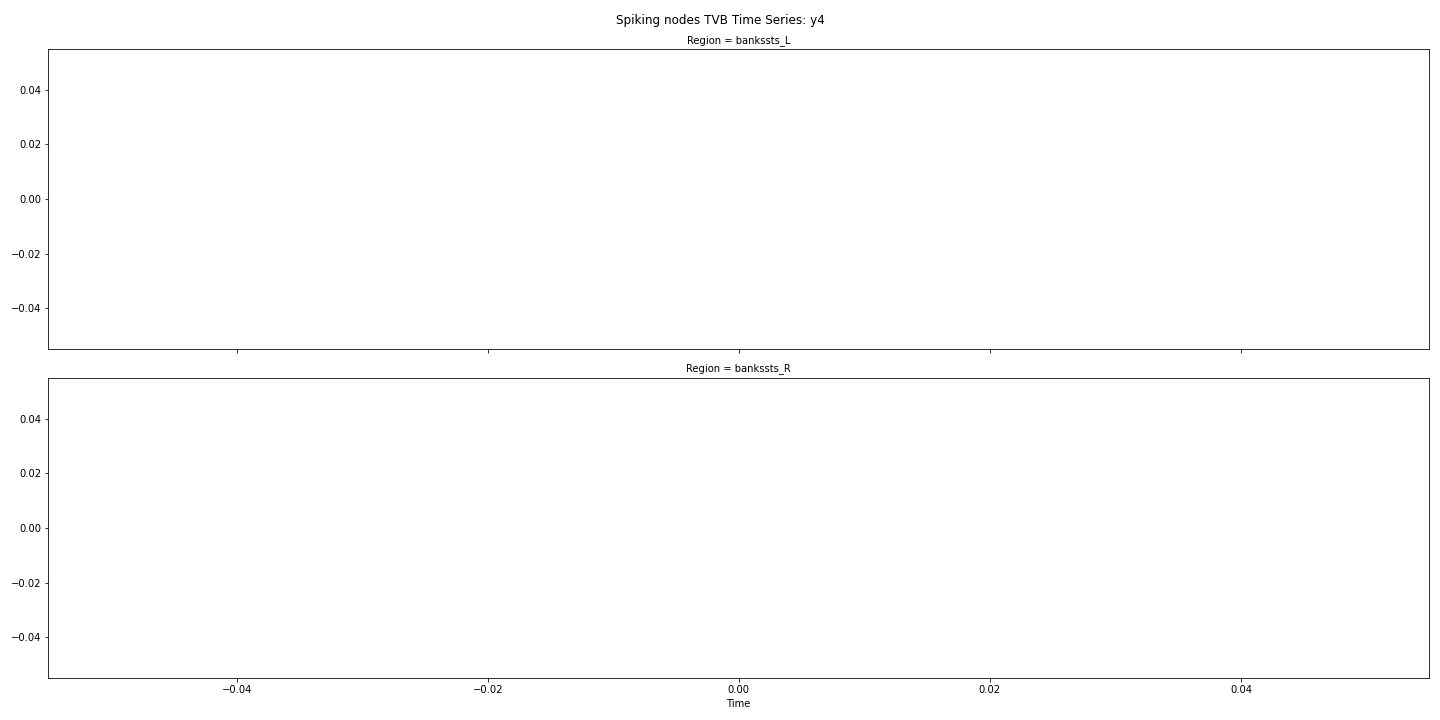 Spiking nodes TVB Time Series: y4
Region = bankssts_L
0.04
0.02
0.00
−0.02
−0.04
Region = bankssts_R
0.04
0.02
0.00
−0.02
−0.04
−0.04 −0.02 0.00 0.02 0.04
Time